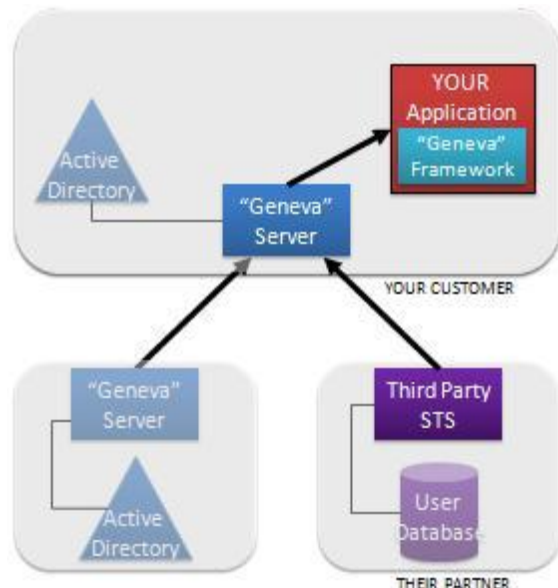 YOUR
Application
"Geneva"
Framework
Active
Directory
"Geneva"
Server
YOUR CUSTOMER
"Geneva"
Server
Active
Directory
Third Party
STS
User
Database
THEIR PARTNER